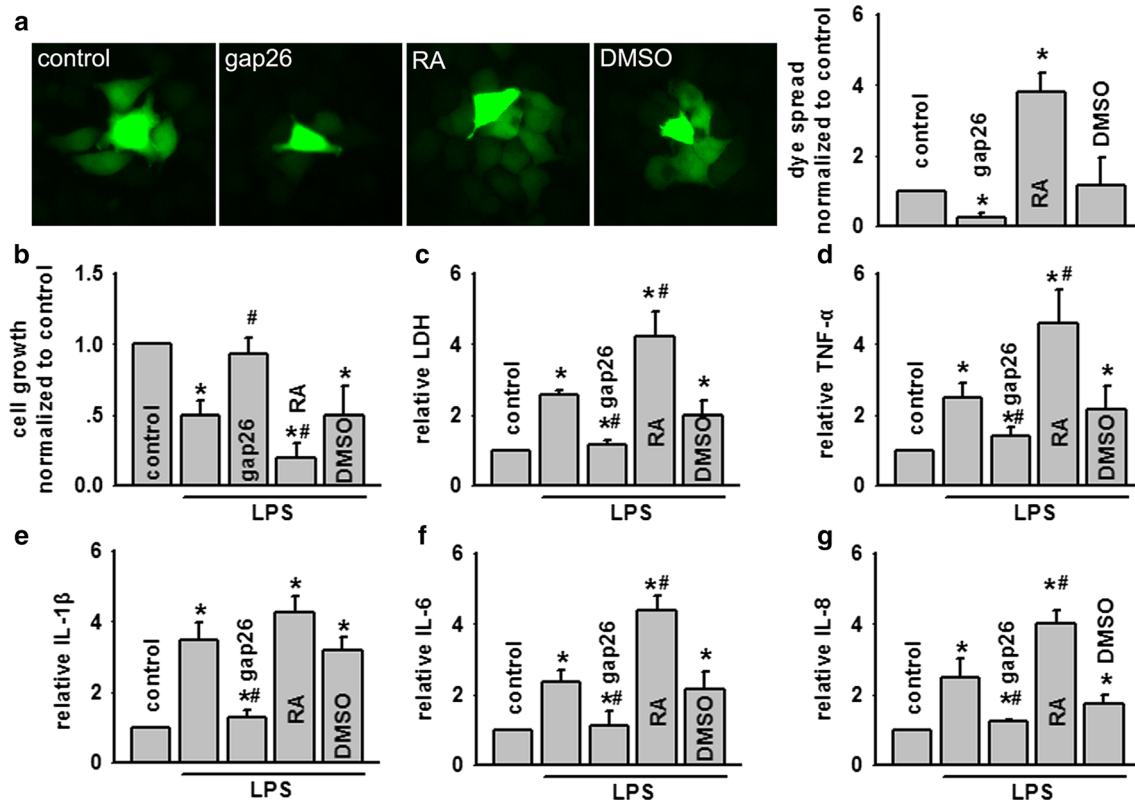 a
control
gap26
RA
DMSO
dye spread
normalized to control
6
4
2
0
control
gap26
*
RA
*
DMSO
b
cell growth
normalized to control
1.5
1.0
.5
0.0
control
*
#
gap26
RA
*#
*
DMSO
LPS
c
relative LDH
6
4
2
0
control
*
gap26
*#
*#
RA
*
DMSO
LPS
d
relative TNF-α
6
4
2
0
control
*
gap26
*#
*#
RA
*
DMSO
LPS
e
relative IL-1β
6
4
2
0
control
*
gap26
*#
*
RA
*
DMSO
LPS
f
relative IL-6
6
4
2
0
control
*
gap26
*#
*#
RA
*
DMSO
LPS
g
relative IL-8
6
4
2
0
control
*
gap26
*#
*#
RA
DMSO
*
LPS